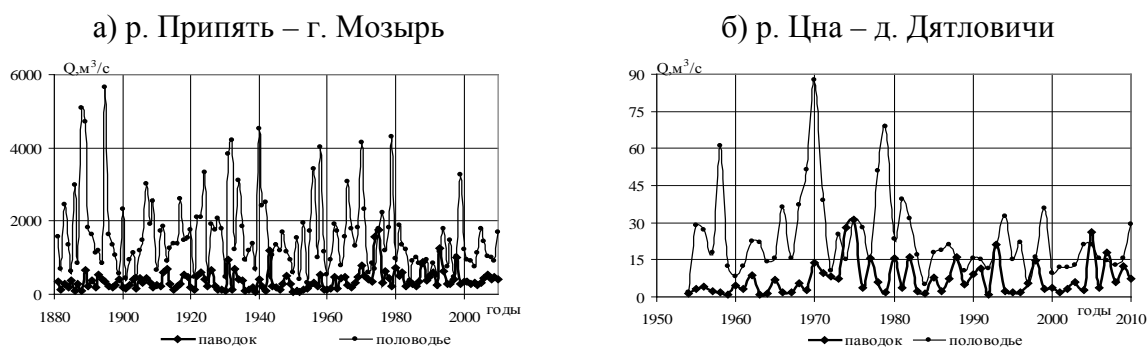 а) р. Припять – г. Мозырь
Q,м³/с
6000
4000
2000
0
1880
1900
1920
1940
1960
1980
2000
годы
паводок
половодье
б) р. Цна – д. Дятловичи
Q,м³/с
90
75
60
45
30
15
0
1950
1960
1970
1980
1990
2000
2010
годы
паводок
половодье